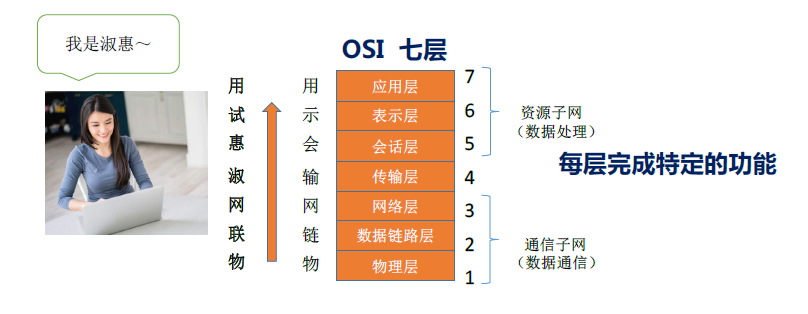 我是淑惠～
OSI 七层
用
试
惠
淑
网
联
物
用
示
会
输
网
链
物
应用层
表示层
会话层
传输层
网络层
数据链路层
物理层
7
6
5
4
3
2
1
资源子网
（数据处理）
通信子网
（数据通信）
每层完成特定的功能